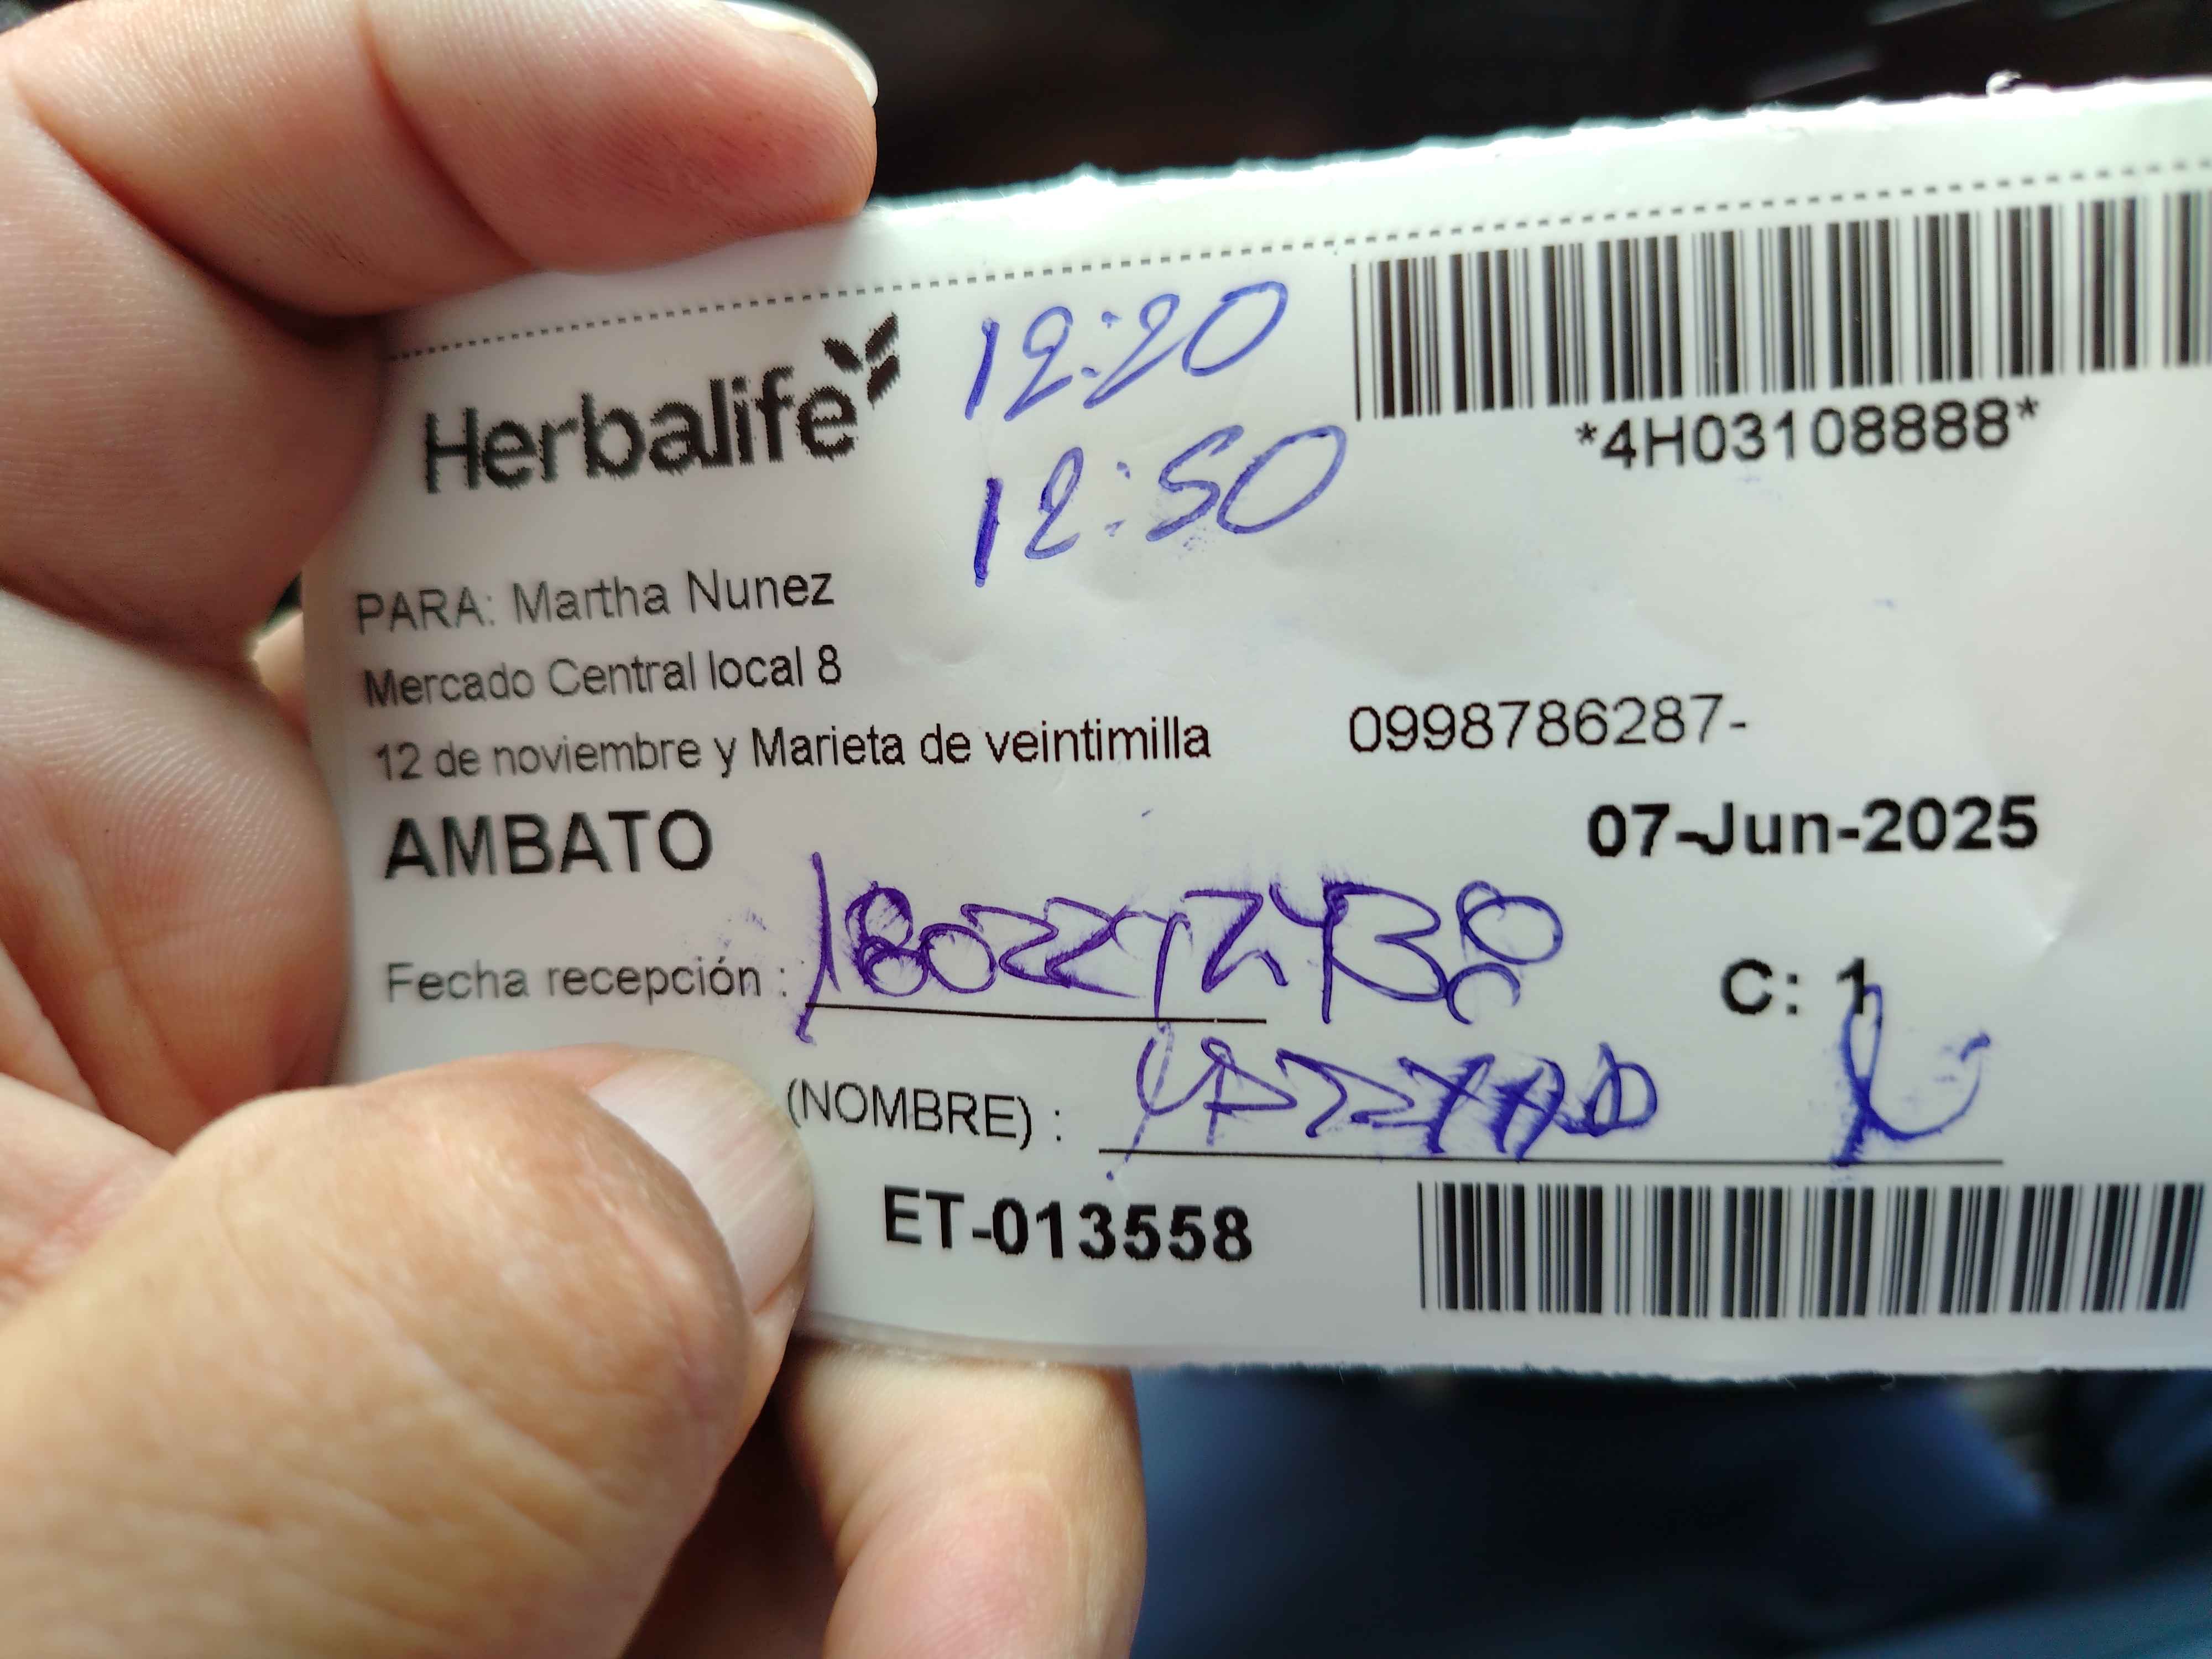 Herbalife
12:20
12:50
*4H03108888*
PARA: Martha Nunez
Mercado Central local 8
12 de noviembre y Marieta de veintimilla
0998786287-
AMBATO
07-Jun-2025
Fecha recepción :
C: 1
(NOMBRE) :
ET-013558